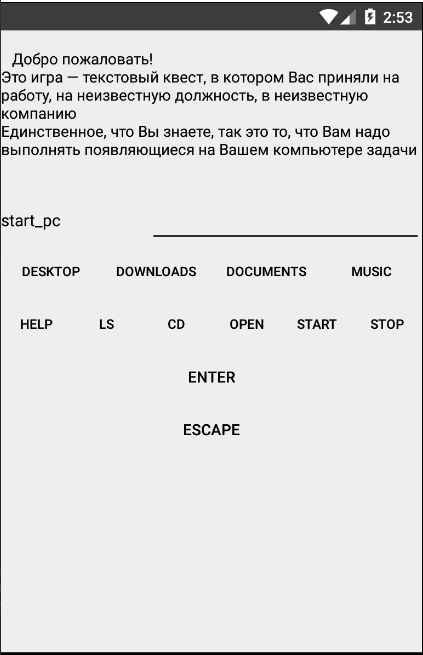 2:53
Добро пожаловать!
Это игра — текстовый квест, в котором Вас приняли на
работу, на неизвестную должность, в неизвестную
компанию
Единственное, что Вы знаете, так это то, что Вам надо
выполнять появляющиеся на Вашем компьютере задачи
start_pc
DESKTOP DOWNLOADS DOCUMENTS MUSIC
HELP LS CD OPEN START STOP
ENTER
ESCAPE